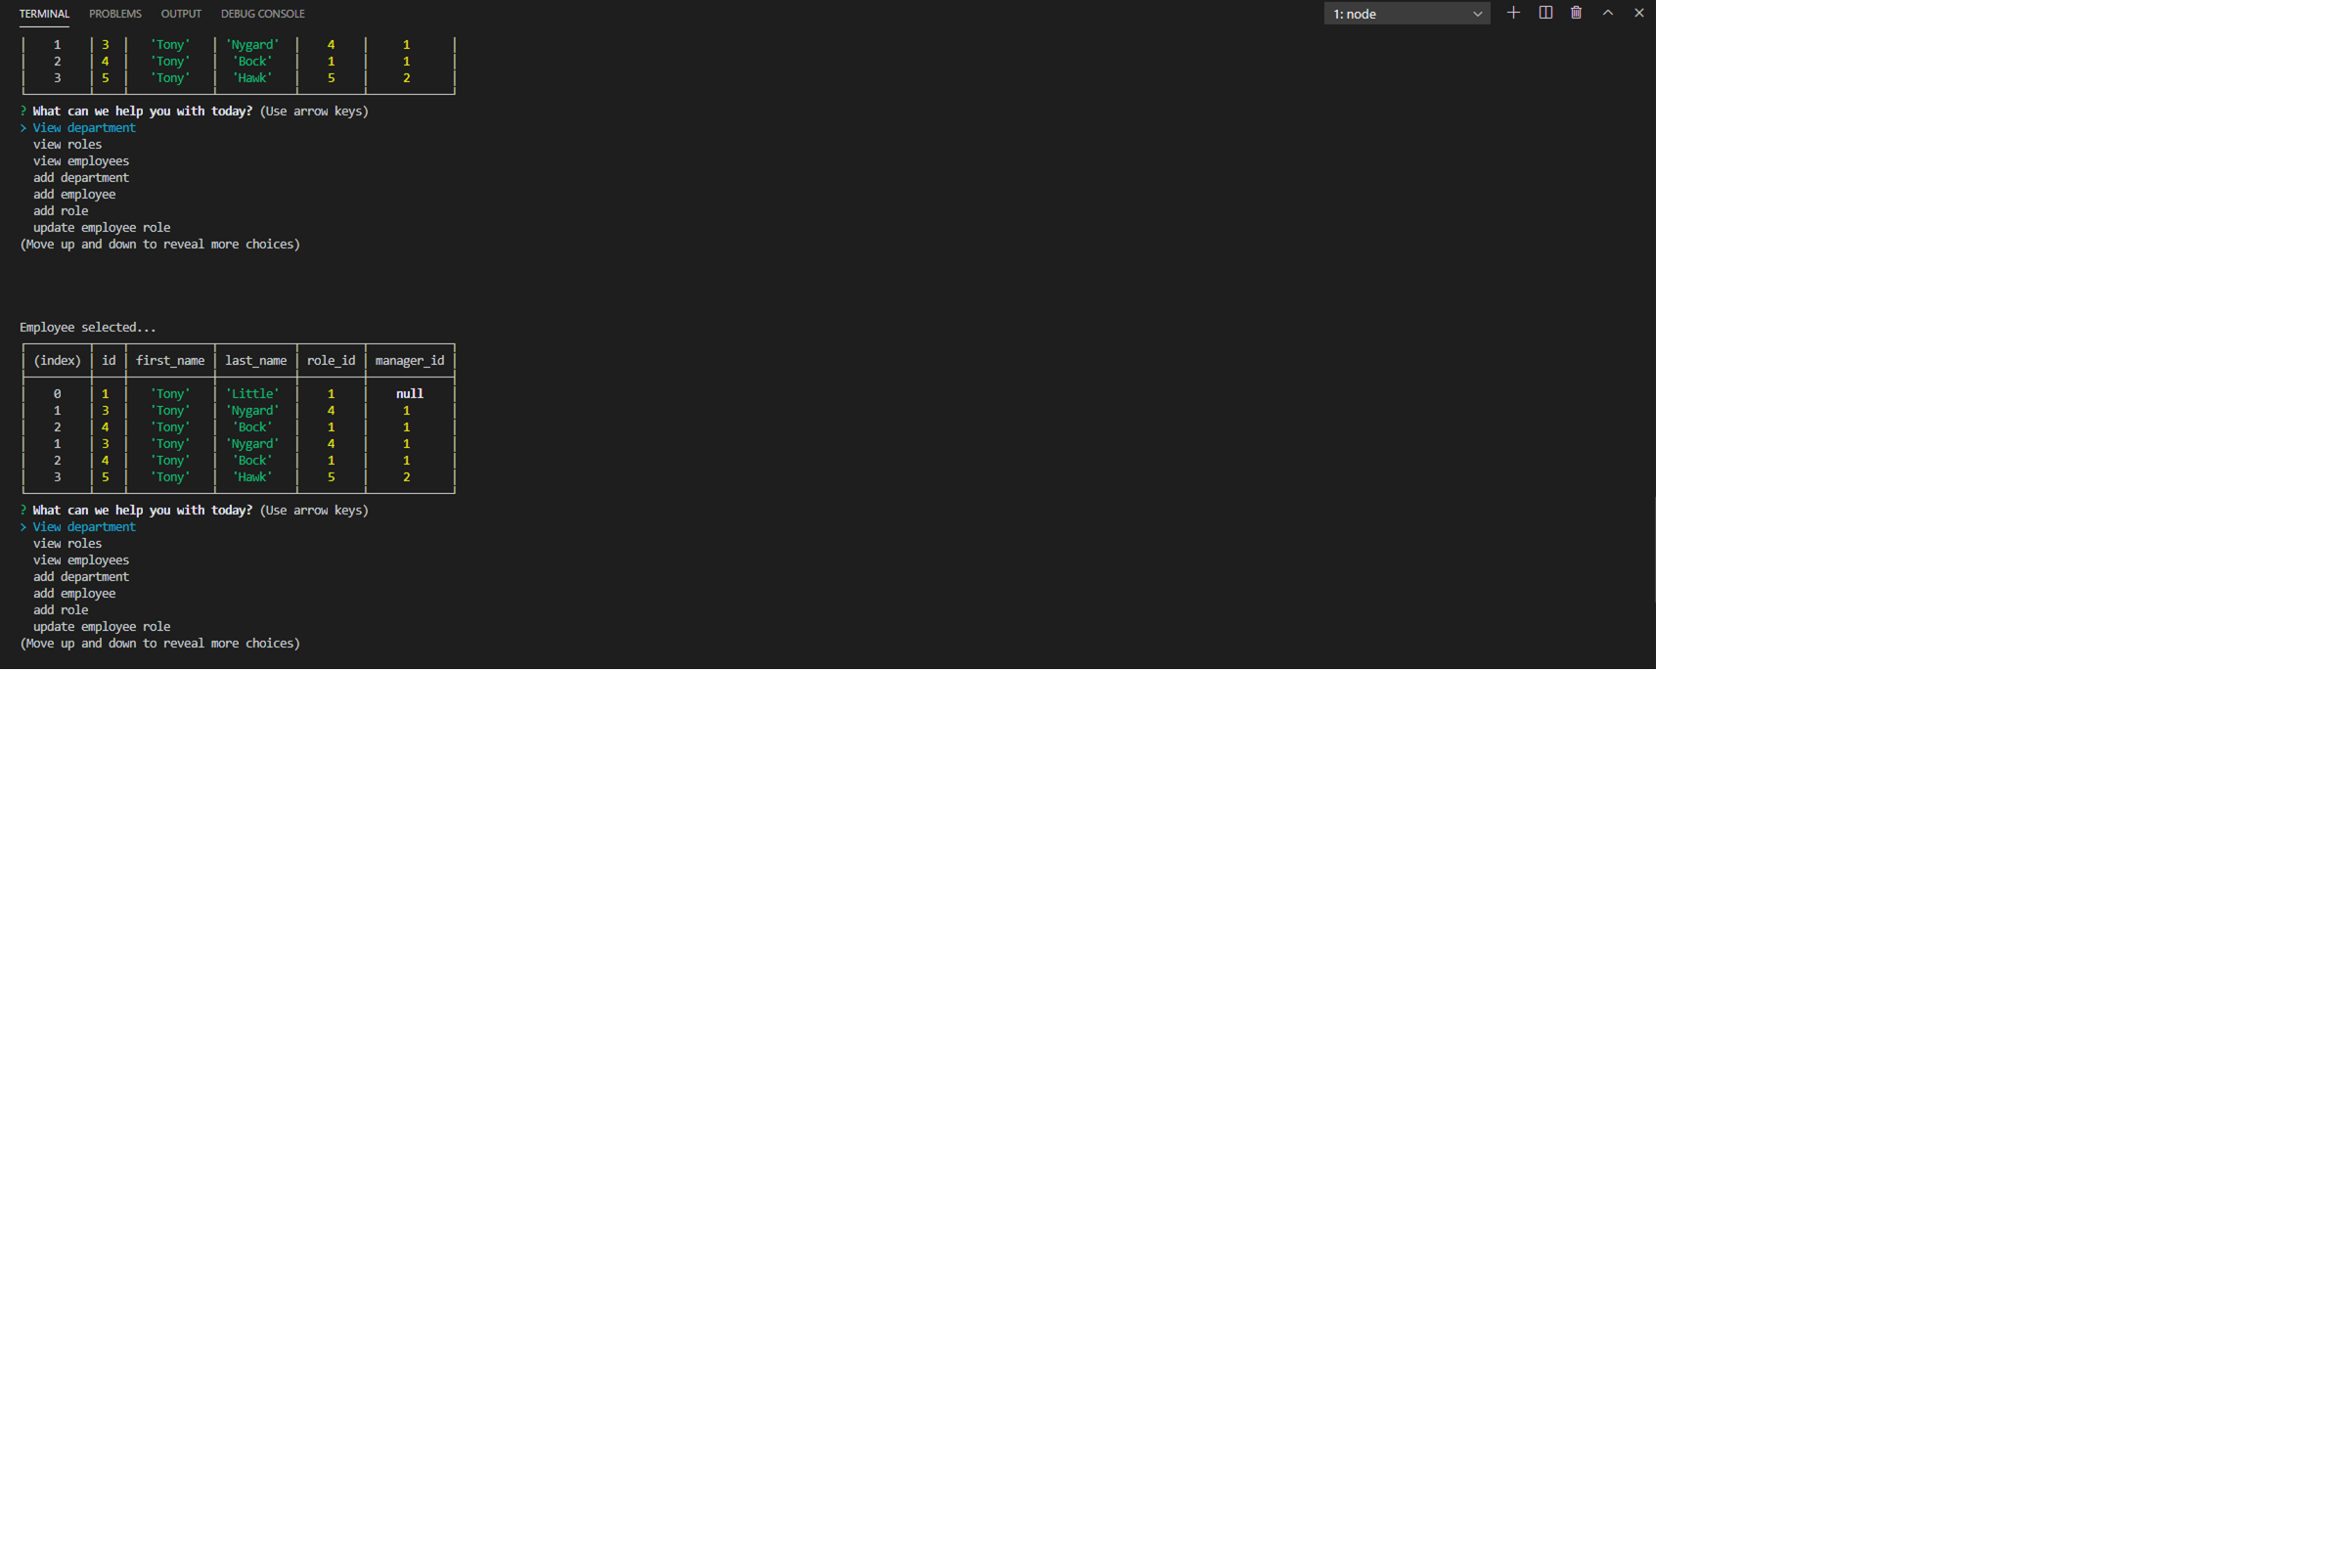 TERMINAL PROBLEMS OUTPUT DEBUG CONSOLE 1: node
1 3 'Tony' 'Nygard' 4 1
2 4 'Tony' 'Bock' 1 1
3 5 'Tony' 'Hawk' 5 2
? What can we help you with today? (Use arrow keys)
> View department
view roles
view employees
add department
add employee
add role
update employee role
(Move up and down to reveal more choices)
Employee selected...
(index) id first_name last_name role_id manager_id
0 1 'Tony' 'Little' 1 null
1 3 'Tony' 'Nygard' 4 1
2 4 'Tony' 'Bock' 1 1
1 3 'Tony' 'Nygard' 4 1
2 4 'Tony' 'Bock' 1 1
3 5 'Tony' 'Hawk' 5 2
? What can we help you with today? (Use arrow keys)
> View department
view roles
view employees
add department
add employee
add role
update employee role
(Move up and down to reveal more choices)